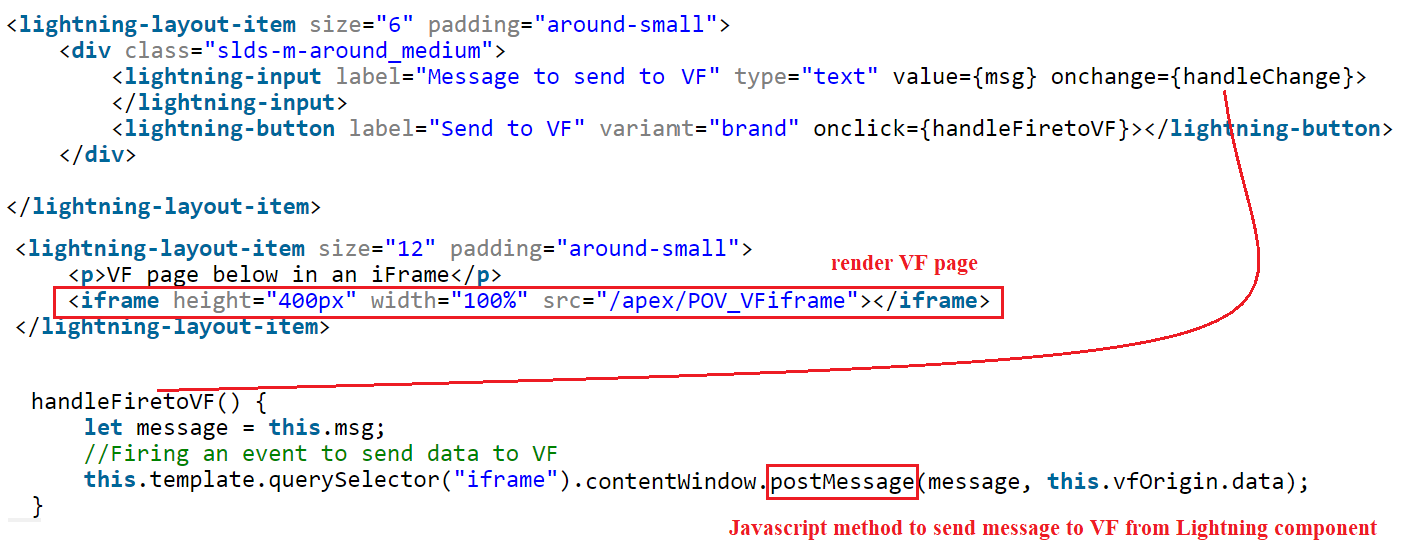 <lightning-layout-item size="6" padding="around-small">
<div class="slds-m-around_medium">
<lightning-input label="Message to send to VF" type="text" value={msg} onchange={handleChange}>
</lightning-input>
<lightning-button label="Send to VF" variamt="brand" onclick={handleFiretoVF}></lightning-button>
</div>
</lightning-layout-item>
<lightning-layout-item size="12" padding="around-small">
<p>VF page below in an iFrame</p>
render VF page
<iframe height="400px" width="100%" src="/apex/POV_VFiframe"></iframe>
</lightning-layout-item>
handleFiretoVF() {
let message = this.msg;
//Firing an event to send data to VF
this.template.querySelector("iframe").contentWindow.postMessage(message, this.vfOrigin.data);
}
Javascript method to send message to VF from Lightning component